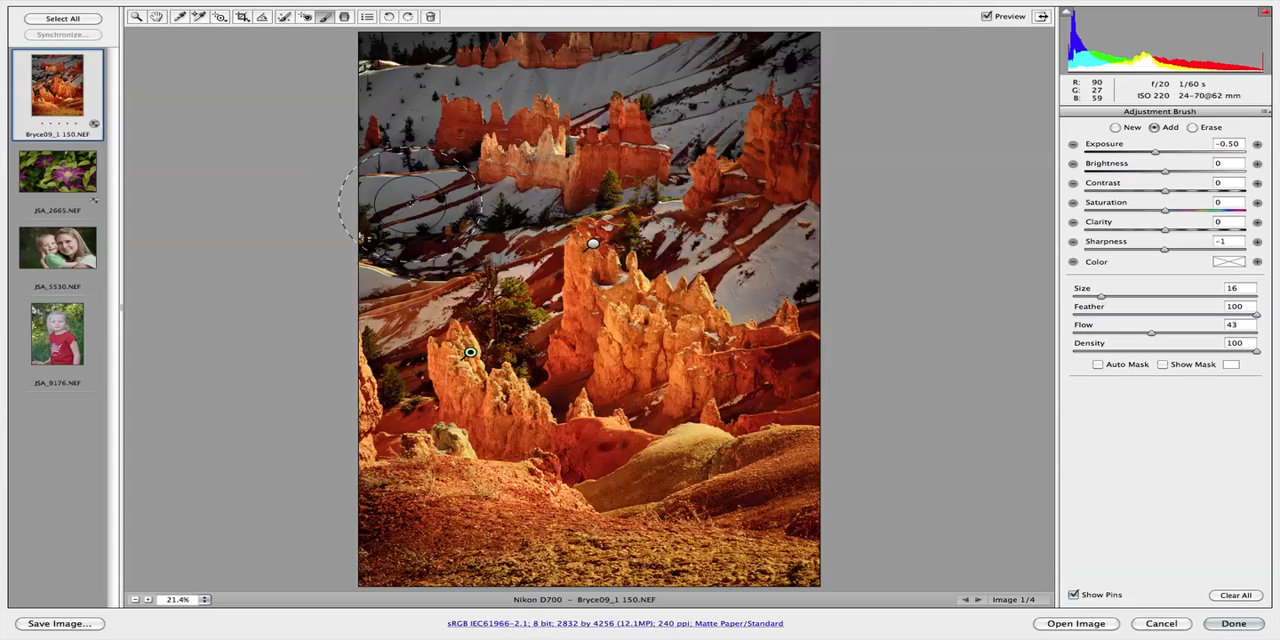 Select All
Synchronize...
Bryce09_1 150.NEF
JSA_2665.NEF
JSA_5530.NEF
JSA_9176.NEF
Preview
R: 90
G: 27
B: 59
f/20 1/60 s
ISO 220 24-70@62 mm
Adjustment Brush
New Add Erase
Exposure -0.50
Brightness 0
Contrast 0
Saturation 0
Clarity 0
Sharpness -1
Color
Size 16
Feather 100
Flow 43
Density 100
Auto Mask Show Mask
Show Pins Clear All
21.4% Nikon D700 – Bryce09_1 150.NEF Image 1/4
Save Image... sRGB IEC61966-2.1; 8 bit; 2832 by 4256 (12.1MP); 240 ppi; Matte Paper/Standard Open Image Cancel Done